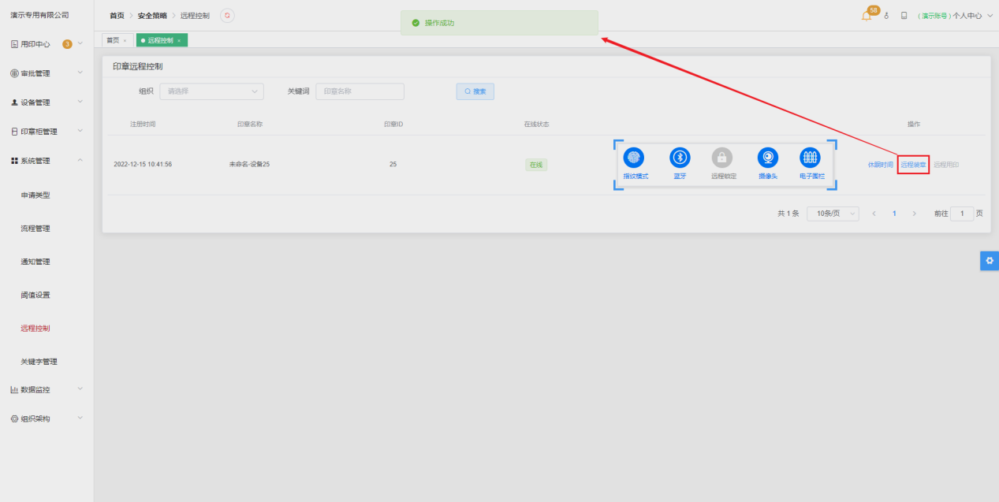 演示专用有限公司
首页 > 安全策略 > 远程控制
操作成功
58
(演示账号)个人中心
首页 ×
远程控制 ×
用印中心 3
审批管理
设备管理
印章柜管理
系统管理
申请类型
流程管理
通知管理
阈值设置
远程控制
关键字管理
数据监控
组织架构
印章远程控制
组织 请选择 关键词 印章名称 搜索
注册时间 印章名称 印章ID 在线状态 操作
2022-12-15 10:41:56 未命名-设备25 25 在线
指纹模式 蓝牙 远程锁定 摄像头 电子围栏
休眠时间 远程装章 远程用印
共 1 条 10条/页 < 1 > 前往 1 页